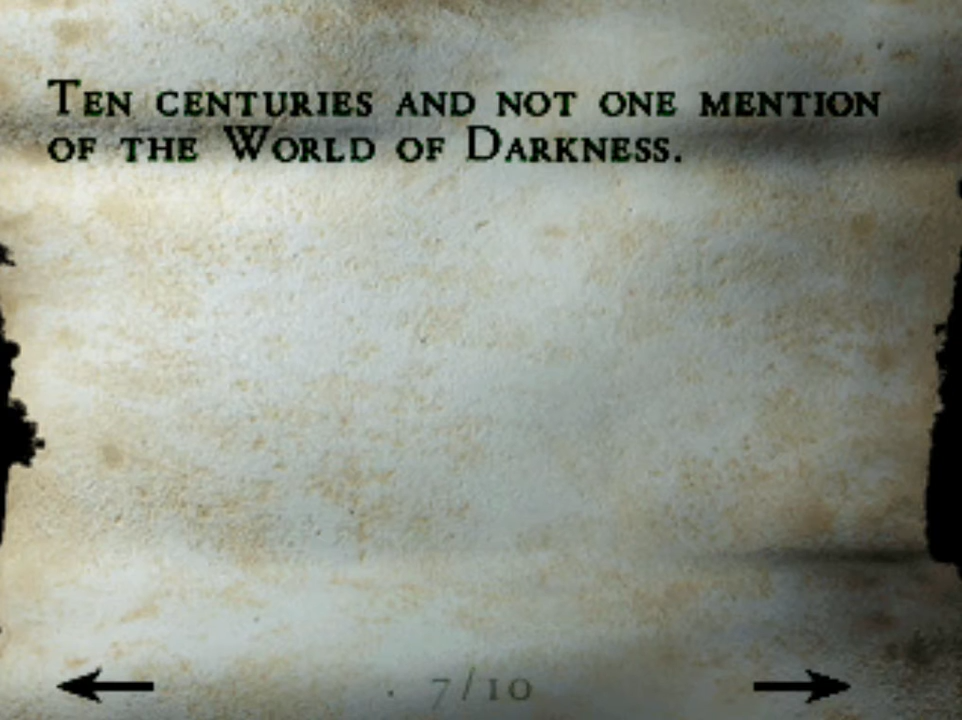 Ten centuries and not one mention
of the World of Darkness.
7/10